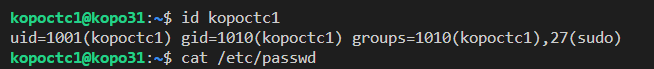 kopoctc1@kopo31:~$ id kopoctc1
uid=1001(kopoctc1) gid=1010(kopoctc1) groups=1010(kopoctc1),27(sudo)
kopoctc1@kopo31:~$ cat /etc/passwd